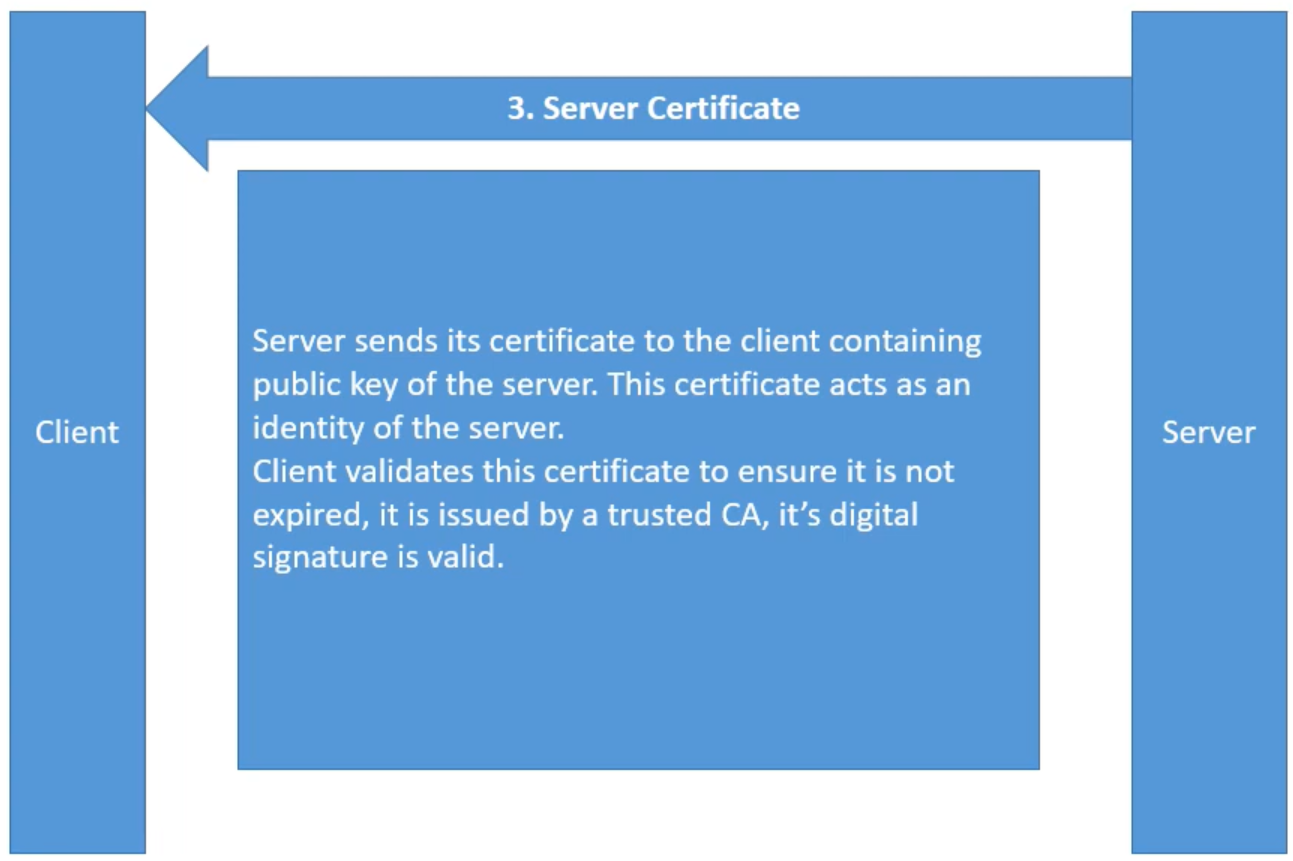 3. Server Certificate
Server sends its certificate to the client containing
public key of the server. This certificate acts as an
identity of the server.
Client validates this certificate to ensure it is not
expired, it is issued by a trusted CA, it’s digital
signature is valid.
Client
Server